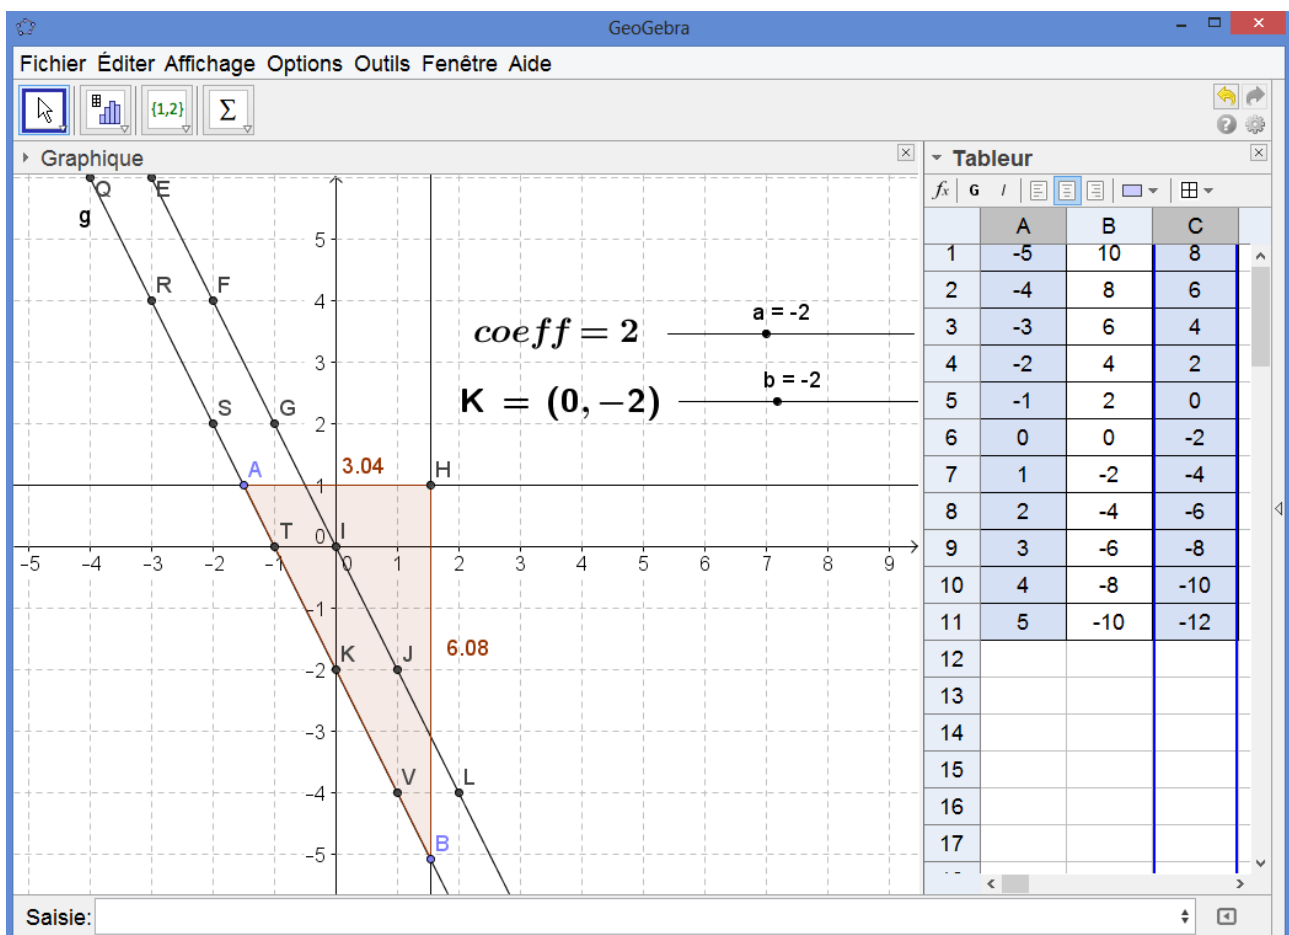 GeoGebra
Fichier Éditer Affichage Options Outils Fenêtre Aide
{1,2} Σ
Graphique
Tableur
fx G I
A B C
1 -5 10 8
2 -4 8 6
3 -3 6 4
4 -2 4 2
5 -1 2 0
6 0 0 -2
7 1 -2 -4
8 2 -4 -6
9 3 -6 -8
10 4 -8 -10
11 5 -10 -12
12
13
14
15
16
17
Q E
g
5
R F
4
a = -2
coeff = 2
3
b = -2
K = (0, −2)
S G
2
A 3.04 H
1
T 0 I
-5 -4 -3 -2 -1 0 1 2 3 4 5 6 7 8 9
-1
K J 6.08
-2
-3
V L
-4
B
-5
Saisie: